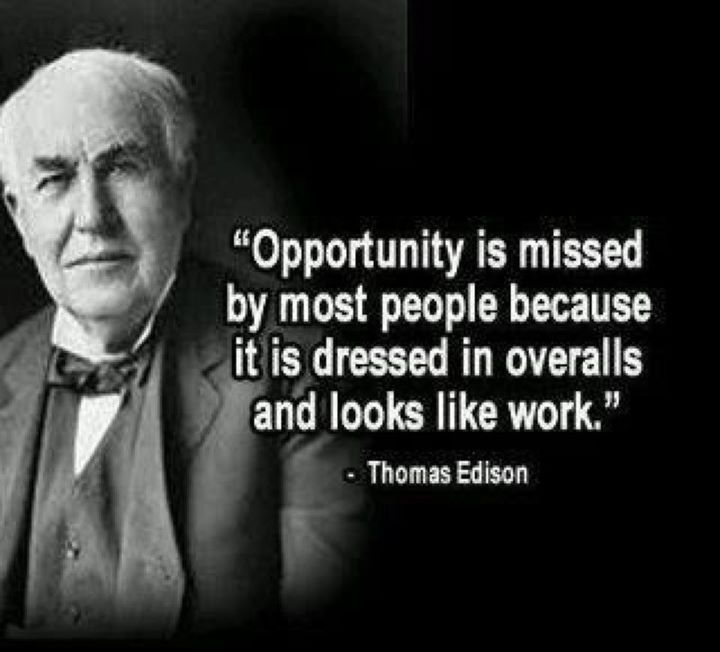 “Opportunity is missed
by most people because
it is dressed in overalls
and looks like work.”
- Thomas Edison